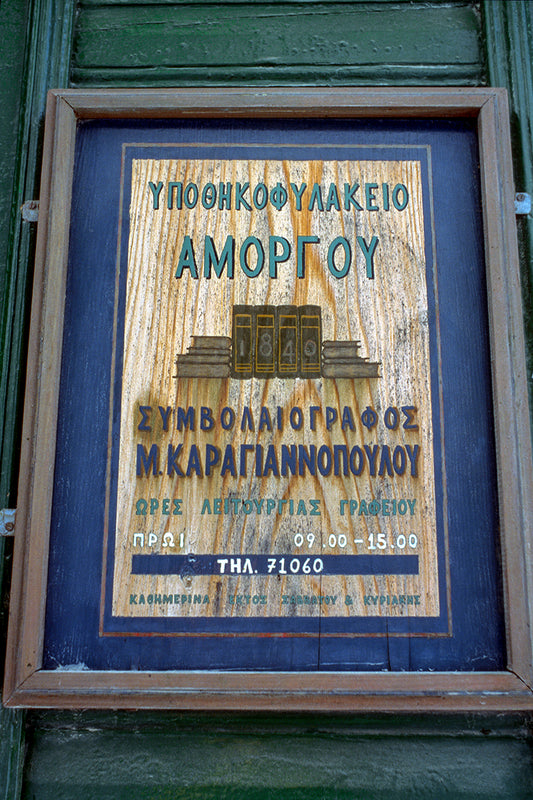 ΥΠΟΘΗΚΟΦΥΛΑΚΕΙΟ
ΑΜΟΡΓΟΥ
1840
ΣΥΜΒΟΛΑΙΟΓΡΑΦΟΣ
Μ.ΚΑΡΑΓΙΑΝΝΟΠΟΥΛΟΥ
ΩΡΕΣ ΛΕΙΤΟΥΡΓΙΑΣ ΓΡΑΦΕΙΟΥ
ΠΡΩΙ 09.00-15.00
ΤΗΛ. 71060
ΚΑΘΗΜΕΡΙΝΑ ΕΚΤΟΣ ΣΑΒΒΑΤΟΥ & ΚΥΡΙΑΚΗΣ